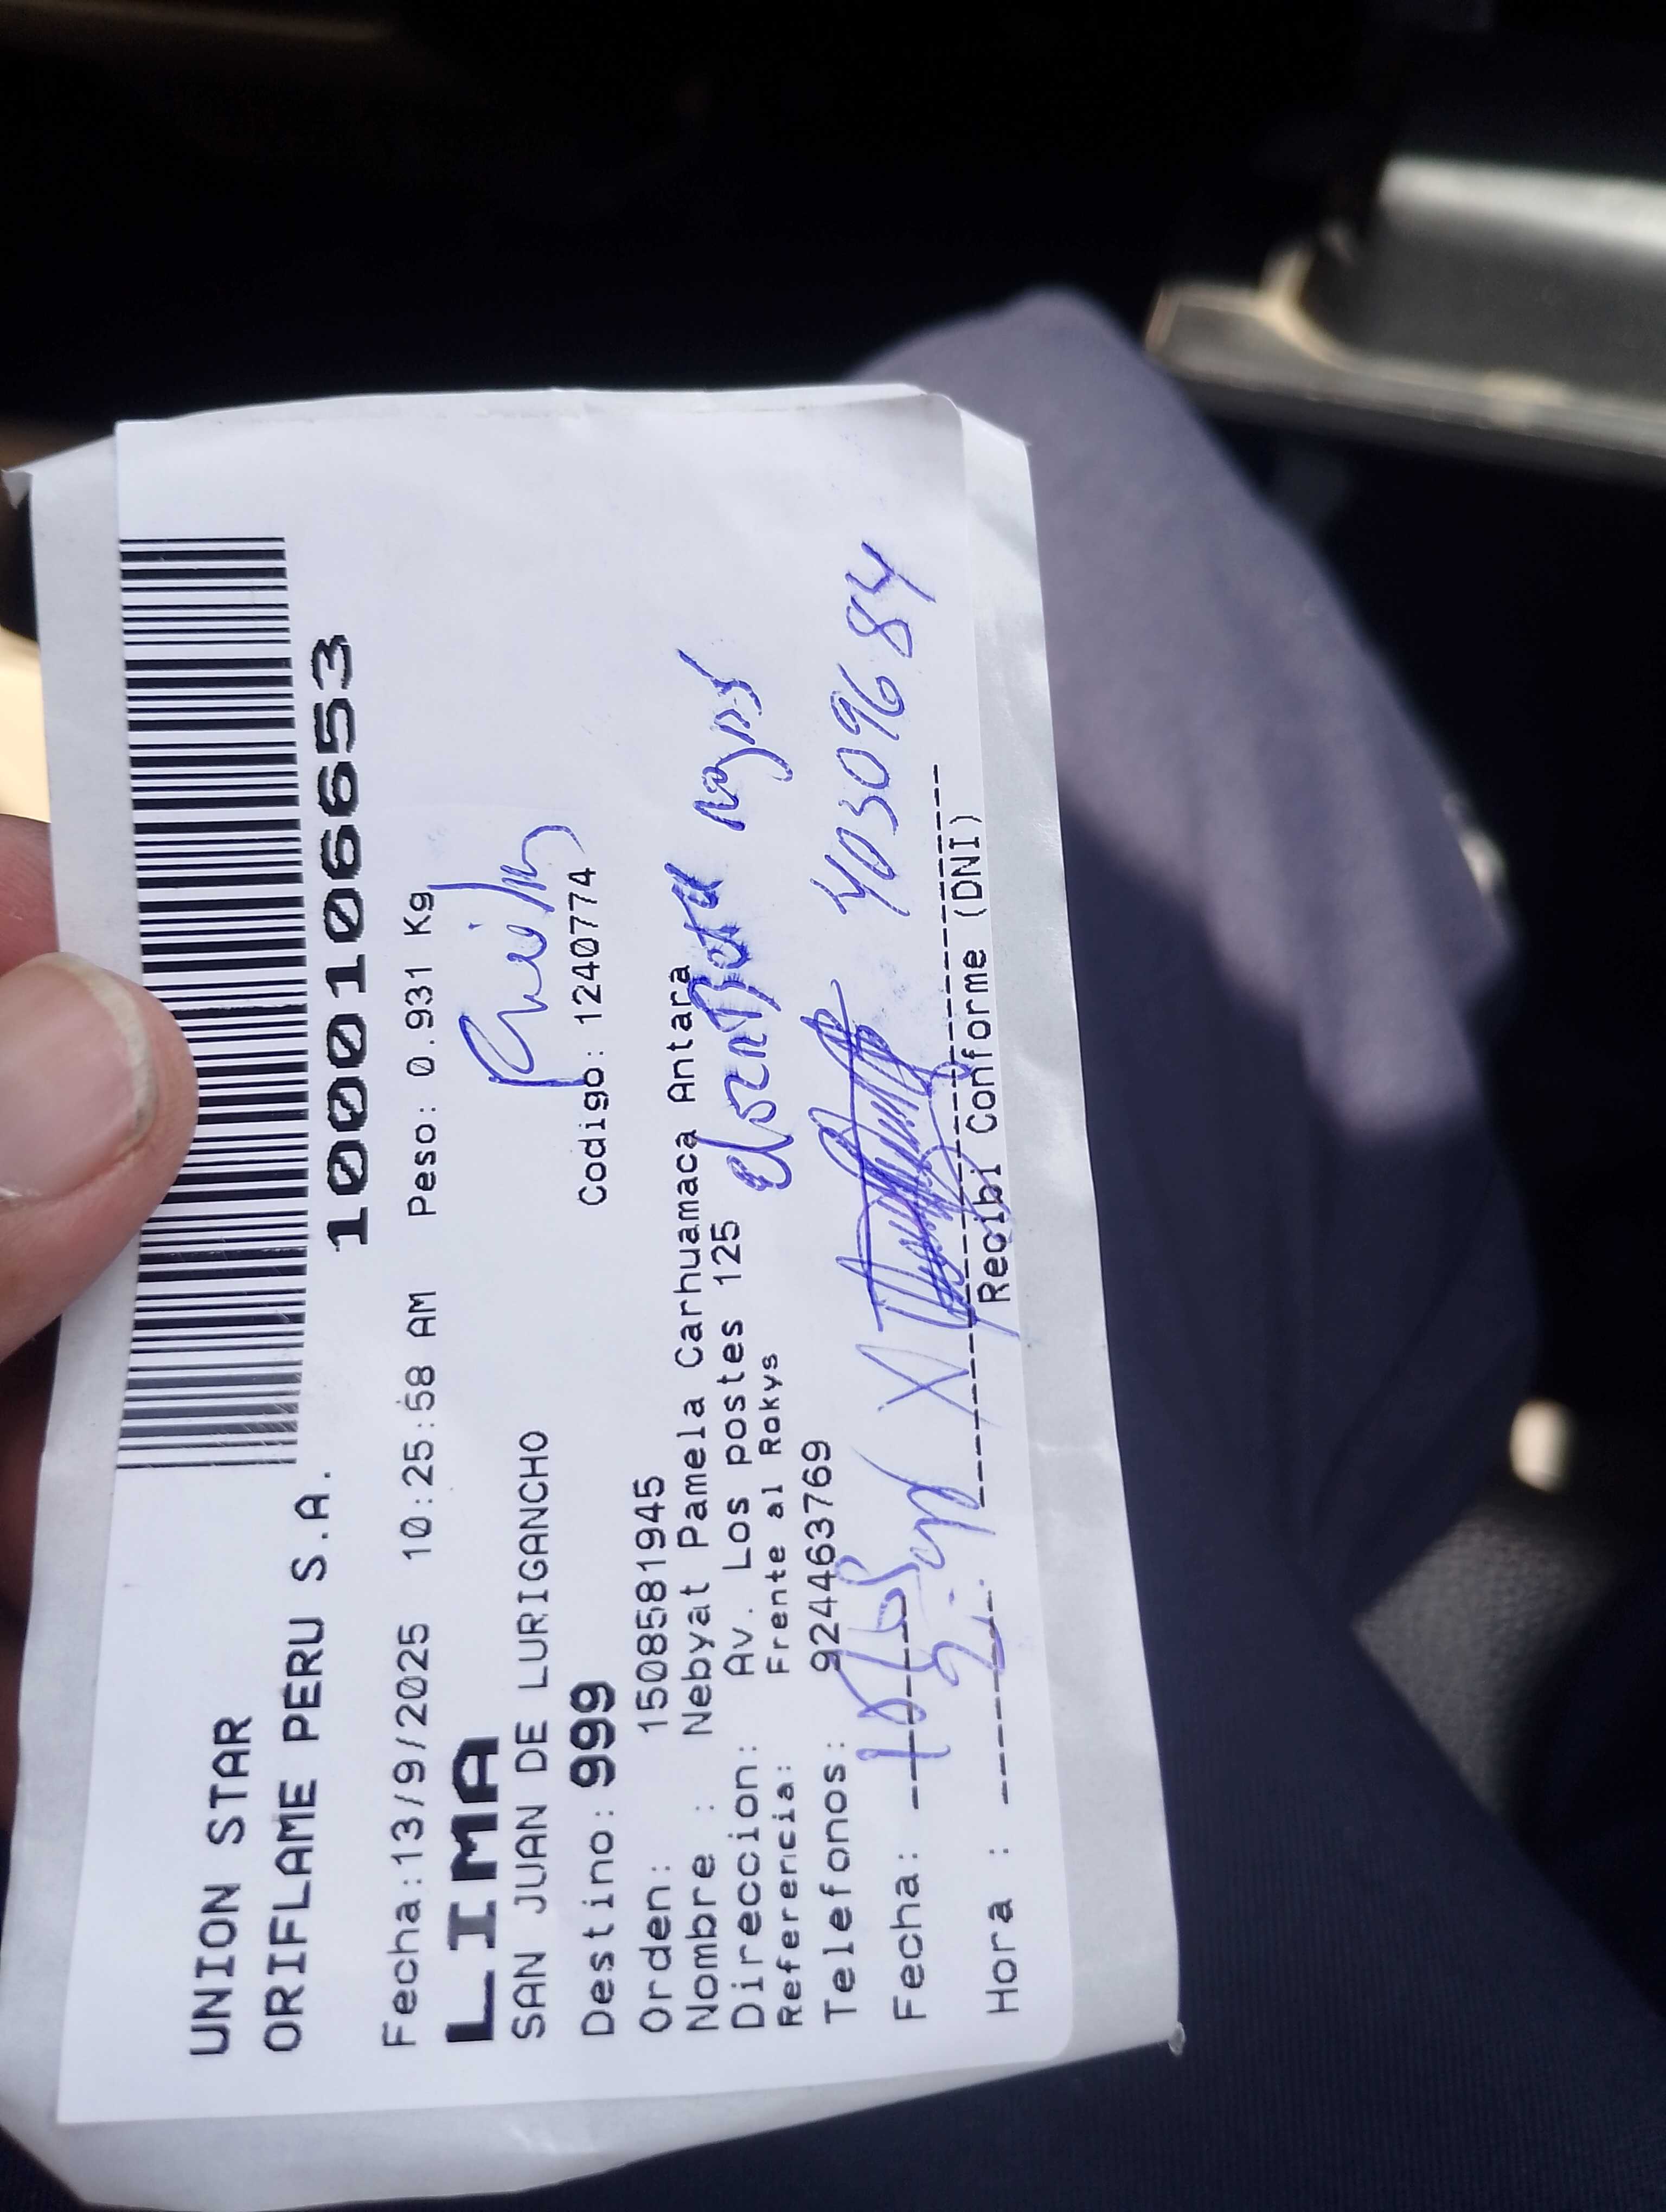 UNION STAR
ORIFLAME PERU S.A.
10001010653
Fecha:13/9/2025 10:25:58 AM Peso: 0.931 Kg
LIMA
SAN JUAN DE LURIGANCHO
Destino: 999 Codigo: 1240774
Orden: 1508581945
Nombre : Nebyat Pamela Carhuamaca Antara
Direccion: Av. Los postes 125
Referencia: Frente al Rokys
Telefonos: 924463769
40309684
Fecha:
Recibi Conforme (DNI)
Hora :